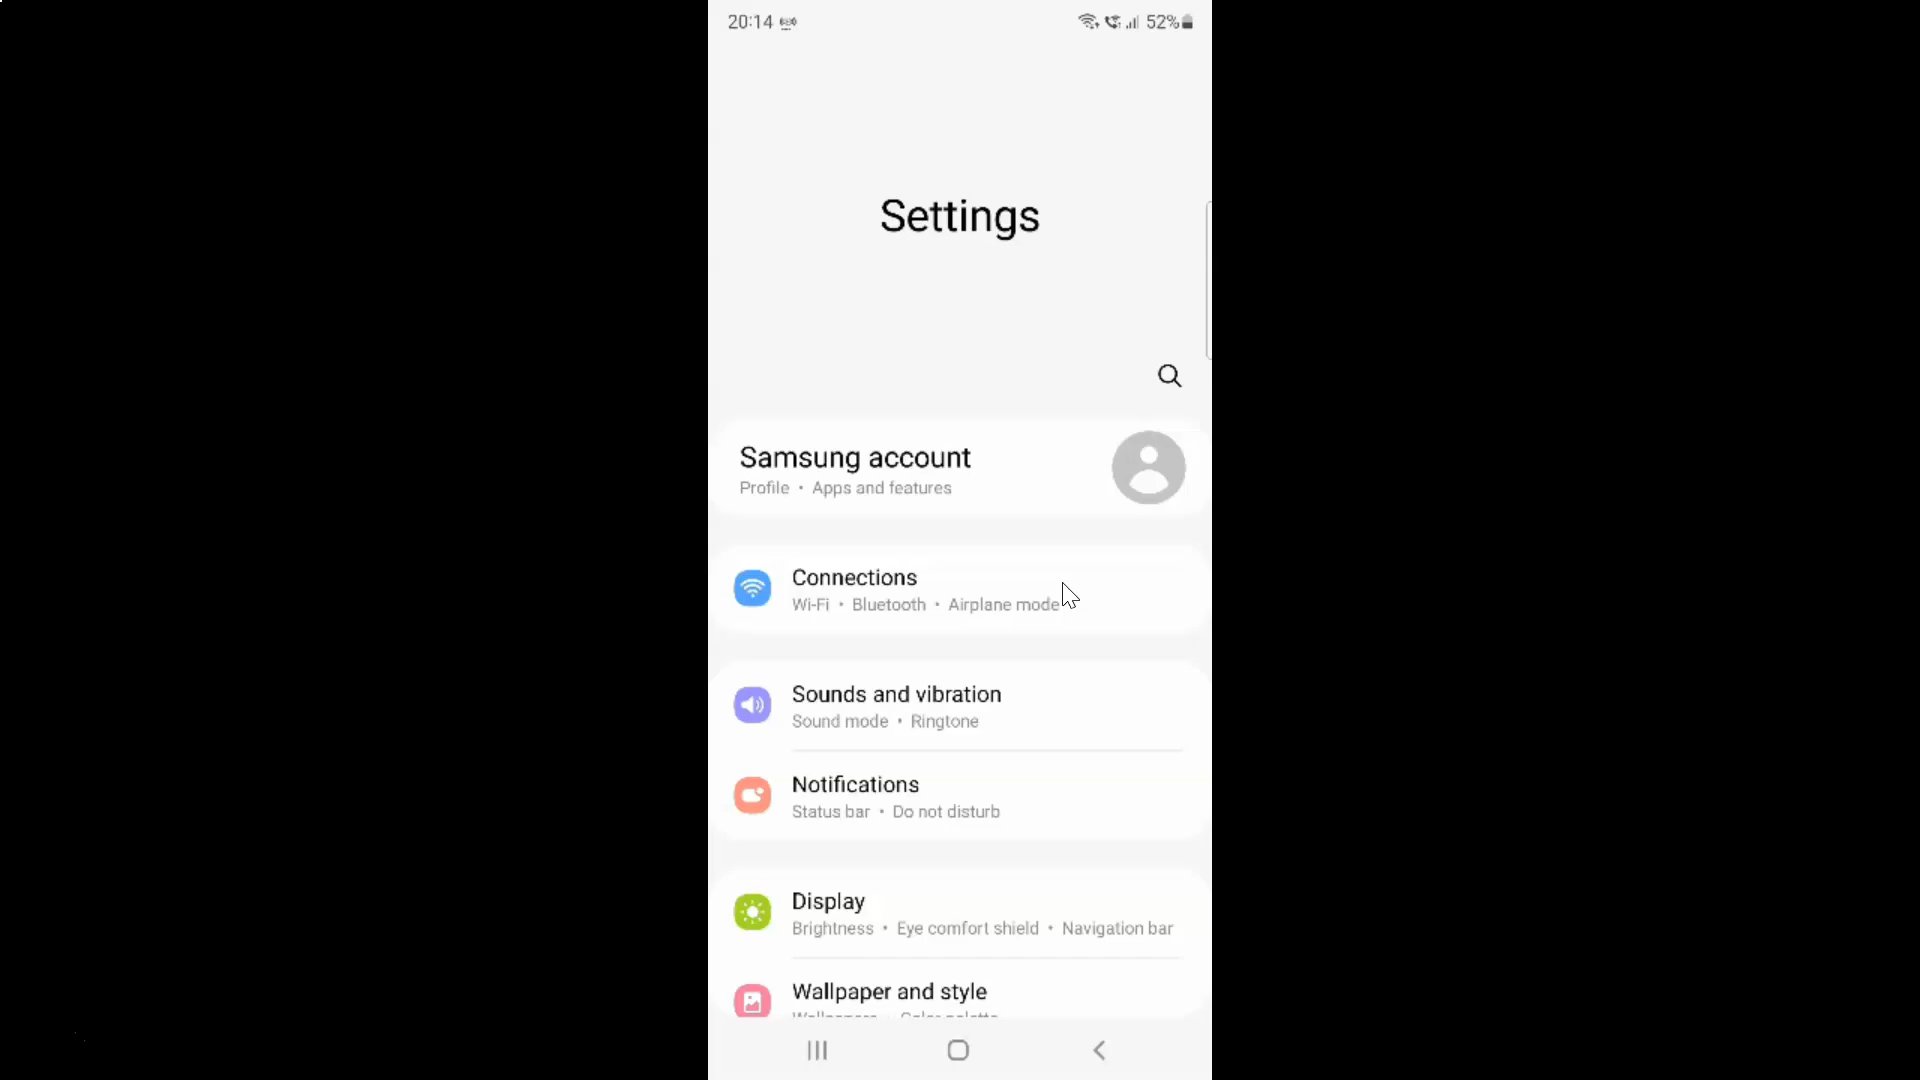 20:14 52%
Settings
Samsung account
Profile • Apps and features
Connections
Wi-Fi • Bluetooth • Airplane mode
Sounds and vibration
Sound mode • Ringtone
Notifications
Status bar • Do not disturb
Display
Brightness • Eye comfort shield • Navigation bar
Wallpaper and style